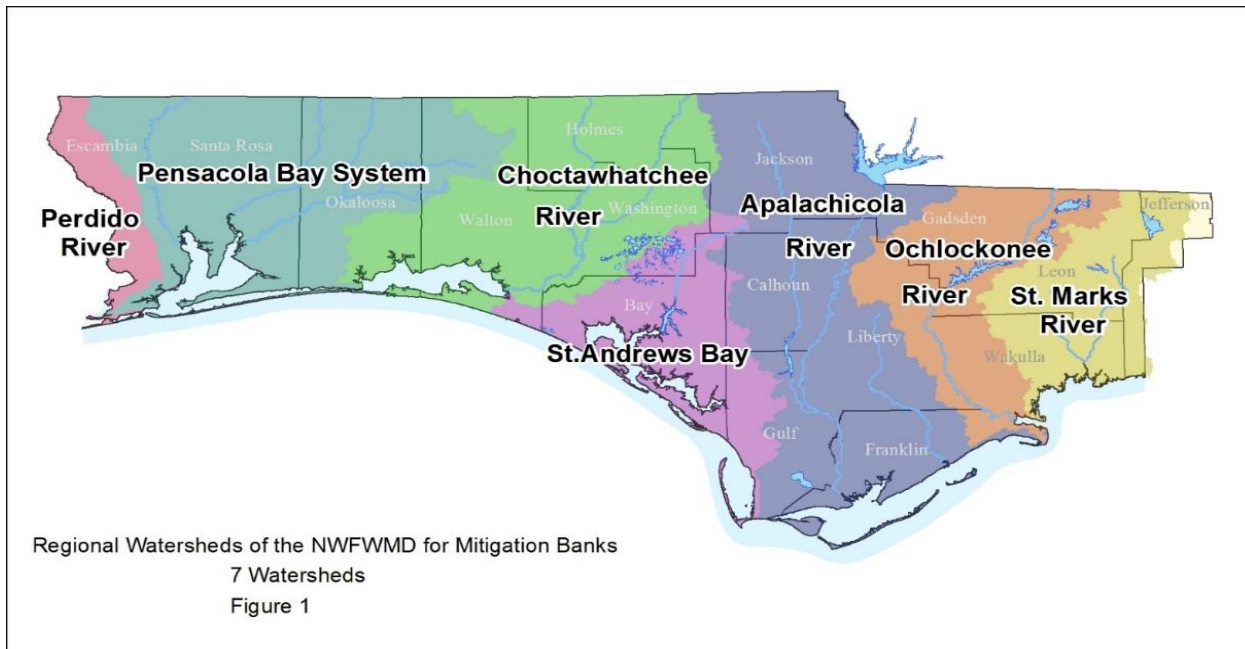 Escambia
Santa Rosa
Holmes
Jackson
Jefferson
Pensacola Bay System
Choctawhatchee
River
Okaloosa
Walton
Washington
Apalachicola
River
Gadsden
Perdido
River
Ochlockonee
River
Leon
Calhoun
St. Marks
River
Bay
Liberty
St.Andrews Bay
Wakulla
Gulf
Franklin
Regional Watersheds of the NWFWMD for Mitigation Banks
7 Watersheds
Figure 1